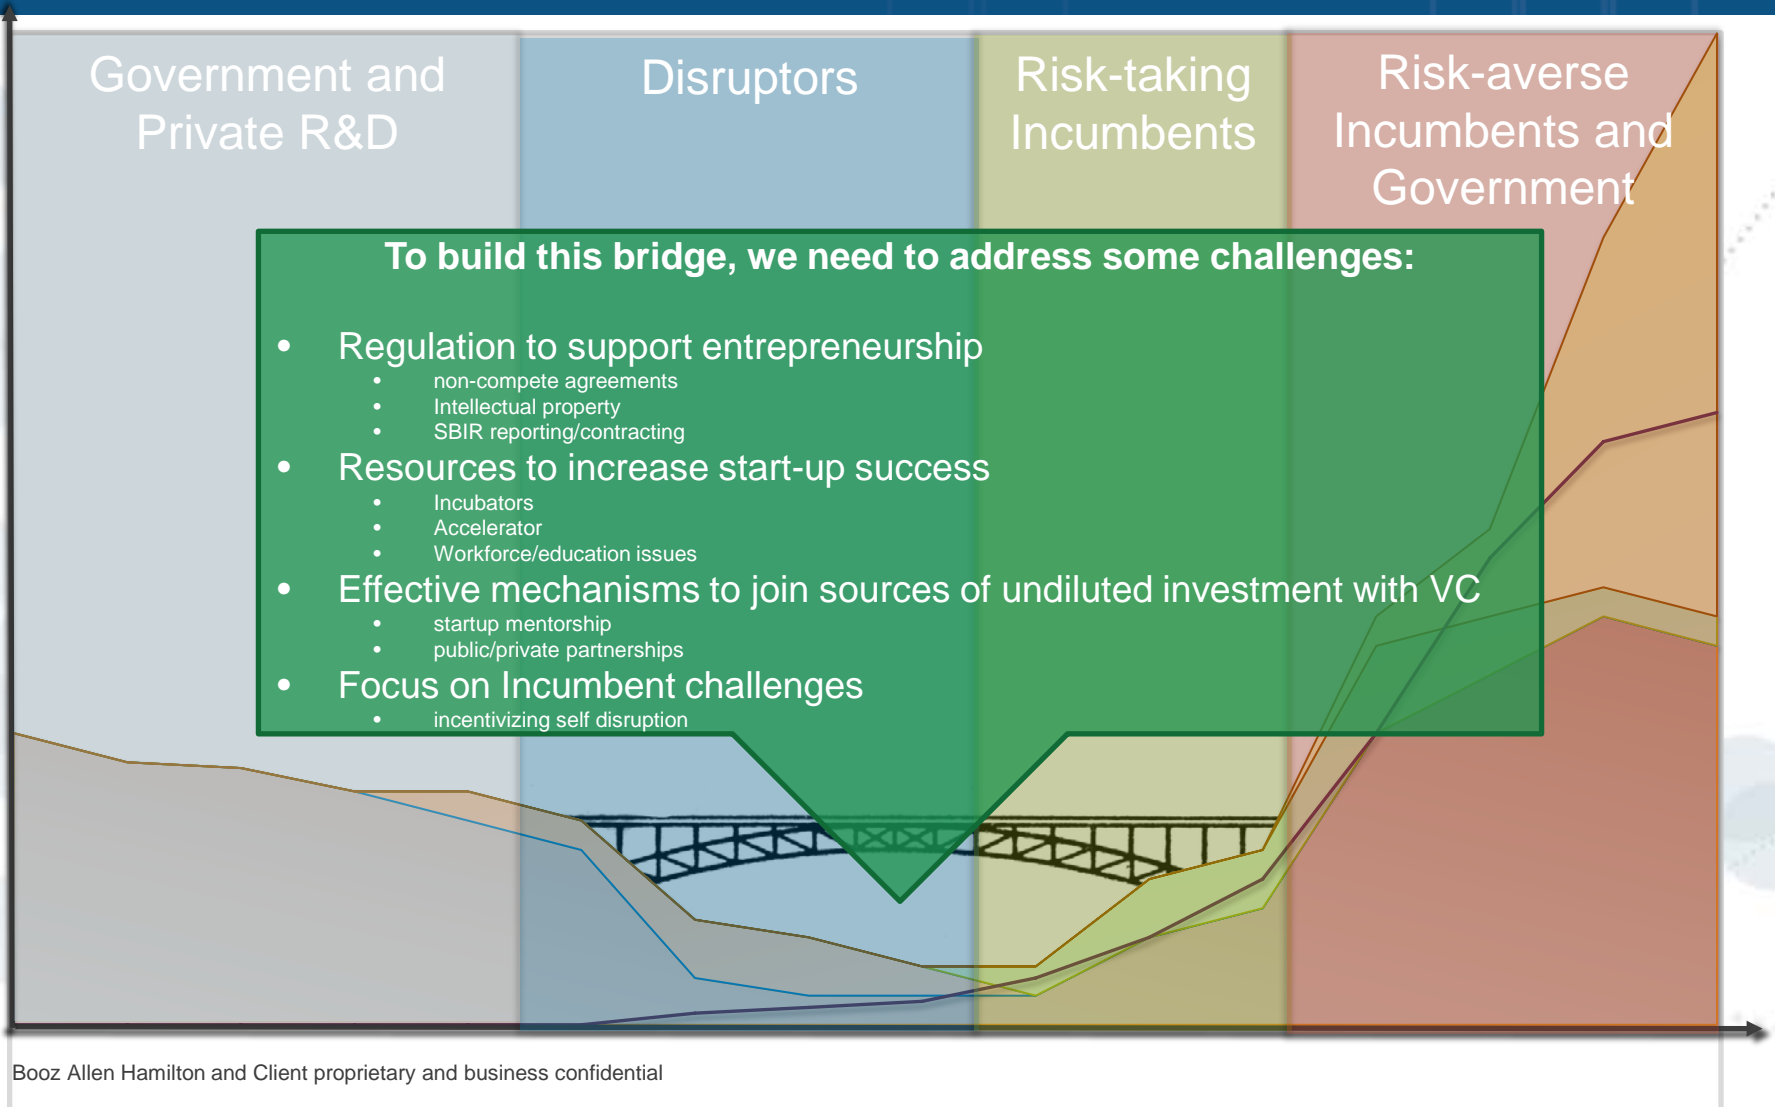 Government and
Private R&D
Disruptors
Risk-taking
Incumbents
Risk-averse
Incumbents and
Government
To build this bridge, we need to address some challenges:
• Regulation to support entrepreneurship
• non-compete agreements
• Intellectual property
• SBIR reporting/contracting
• Resources to increase start-up success
• Incubators
• Accelerator
• Workforce/education issues
• Effective mechanisms to join sources of undiluted investment with VC
• startup mentorship
• public/private partnerships
• Focus on Incumbent challenges
• incentivizing self disruption
Booz Allen Hamilton and Client proprietary and business confidential